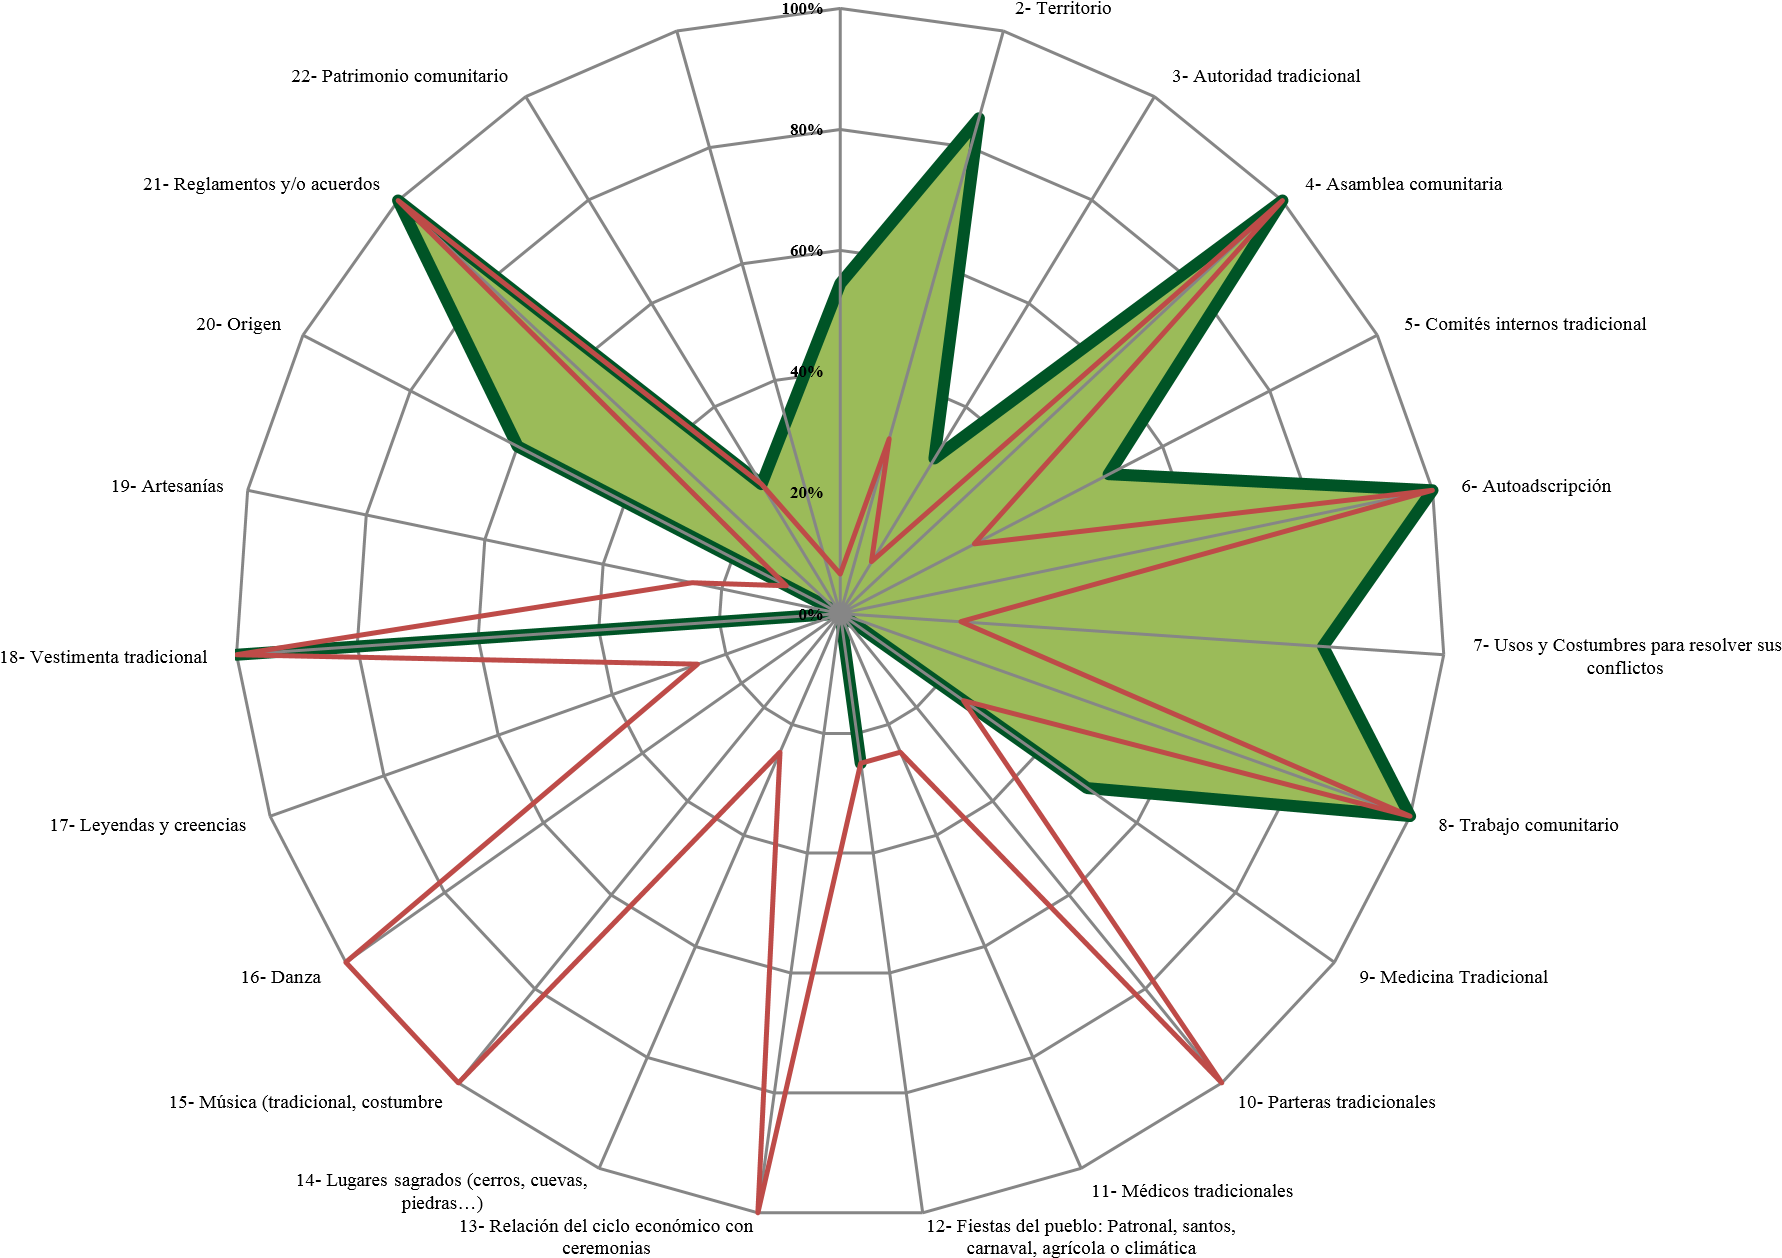 100%
80%
60%
40%
20%
0%
2- Territorio
3- Autoridad tradicional
4- Asamblea comunitaria
5- Comités internos tradicional
6- Autoadscripción
7- Usos y Costumbres para resolver sus
conflictos
8- Trabajo comunitario
9- Medicina Tradicional
10- Parteras tradicionales
11- Médicos tradicionales
12- Fiestas del pueblo: Patronal, santos,
carnaval, agrícola o climática
13- Relación del ciclo económico con
ceremonias
14- Lugares sagrados (cerros, cuevas,
piedras…)
15- Música (tradicional, costumbre
16- Danza
17- Leyendas y creencias
18- Vestimenta tradicional
19- Artesanías
20- Origen
21- Reglamentos y/o acuerdos
22- Patrimonio comunitario